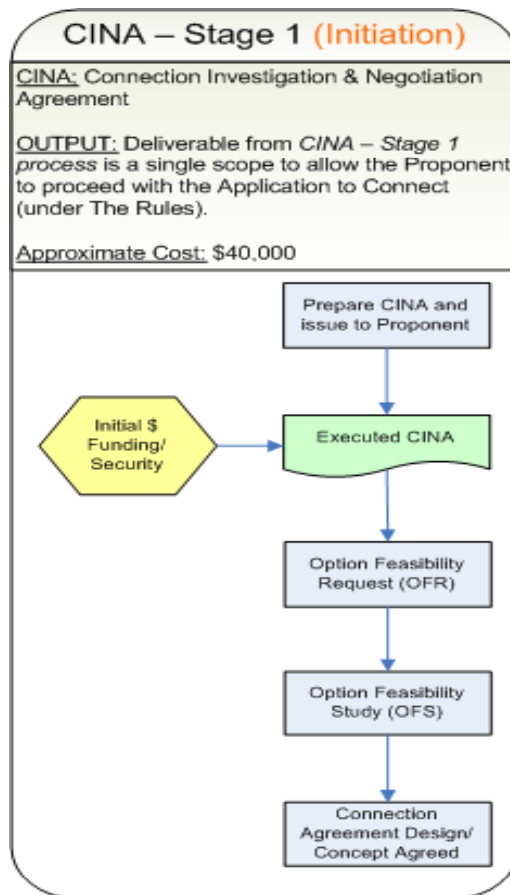 CINA – Stage 1 (Initiation)
CINA: Connection Investigation & Negotiation
Agreement
OUTPUT: Deliverable from CINA – Stage 1
process is a single scope to allow the Proponent
to proceed with the Application to Connect
(under The Rules).
Approximate Cost: $40,000
Prepare CINA and
issue to Proponent
Initial $
Funding/
Security
Executed CINA
Option Feasibility
Request (OFR)
Option Feasibility
Study (OFS)
Connection
Agreement Design/
Concept Agreed